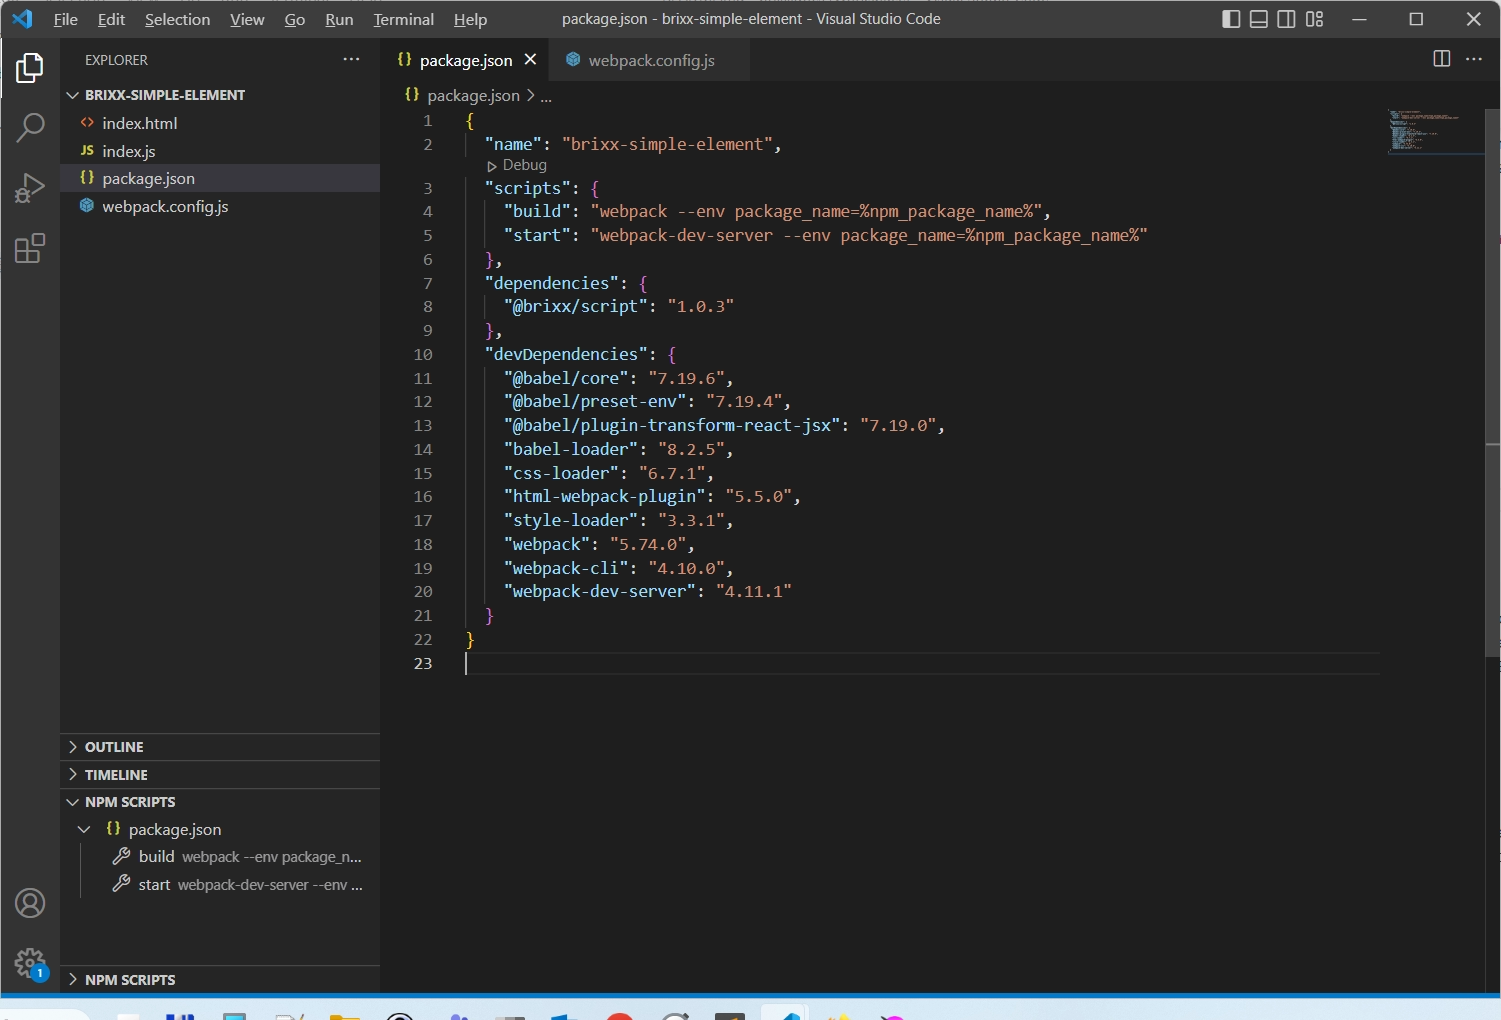 File Edit Selection View Go Run Terminal Help package.json - brixx-simple-element - Visual Studio Code
EXPLORER
BRIXX-SIMPLE-ELEMENT
<> index.html
JS index.js
{} package.json
webpack.config.js
OUTLINE
TIMELINE
NPM SCRIPTS
{} package.json
build webpack --env package_n...
start webpack-dev-server --env ...
NPM SCRIPTS
1
{} package.json webpack.config.js
{} package.json > ...
1 {
2 "name": "brixx-simple-element",
Debug
3 "scripts": {
4 "build": "webpack --env package_name=%npm_package_name%",
5 "start": "webpack-dev-server --env package_name=%npm_package_name%"
6 },
7 "dependencies": {
8 "@brixx/script": "1.0.3"
9 },
10 "devDependencies": {
11 "@babel/core": "7.19.6",
12 "@babel/preset-env": "7.19.4",
13 "@babel/plugin-transform-react-jsx": "7.19.0",
14 "babel-loader": "8.2.5",
15 "css-loader": "6.7.1",
16 "html-webpack-plugin": "5.5.0",
17 "style-loader": "3.3.1",
18 "webpack": "5.74.0",
19 "webpack-cli": "4.10.0",
20 "webpack-dev-server": "4.11.1"
21 }
22 }
23